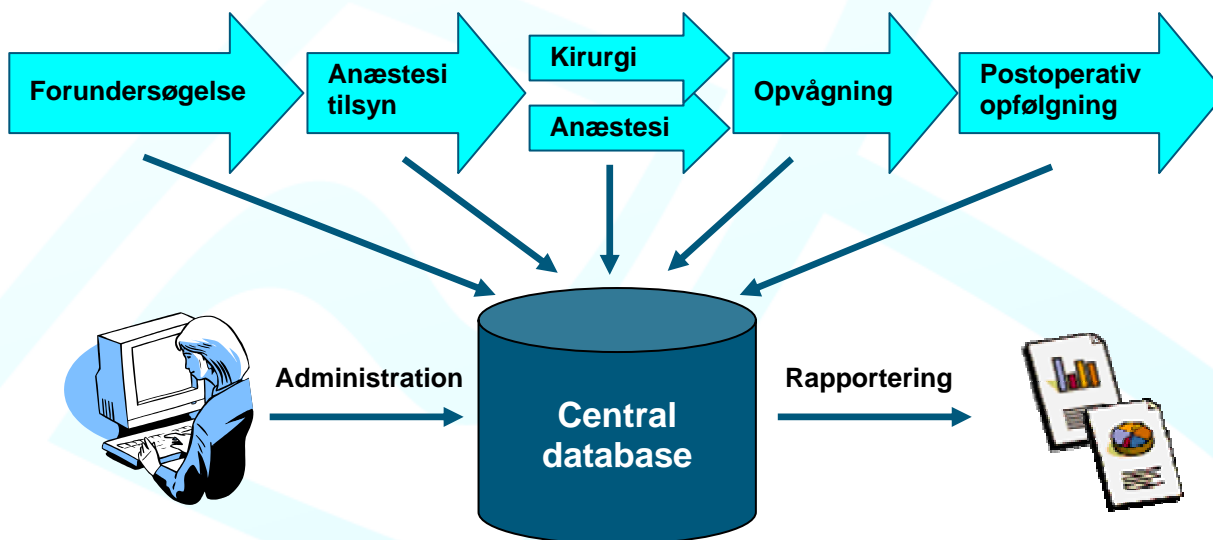 Forundersøgelse
Anæstesi
tilsyn
Kirurgi
Anæstesi
Opvågning
Postoperativ
opfølgning
Administration
Central
database
Rapportering